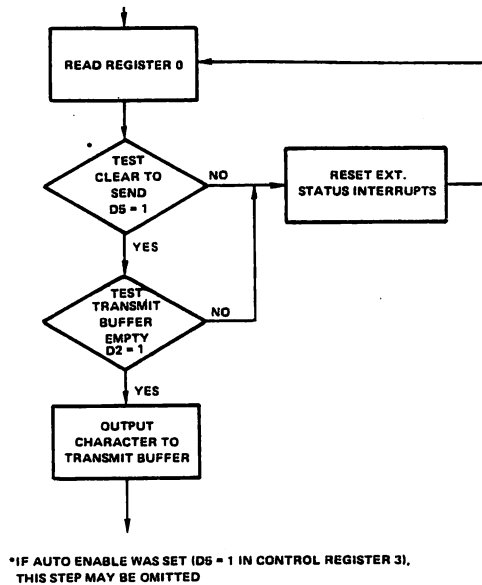 READ REGISTER 0
*
TEST
CLEAR TO
SEND
D5 = 1
NO
RESET EXT.
STATUS INTERRUPTS
YES
TEST
TRANSMIT
BUFFER
EMPTY
D2 = 1
NO
YES
OUTPUT
CHARACTER TO
TRANSMIT BUFFER
*IF AUTO ENABLE WAS SET (D5 = 1 IN CONTROL REGISTER 3),
THIS STEP MAY BE OMITTED